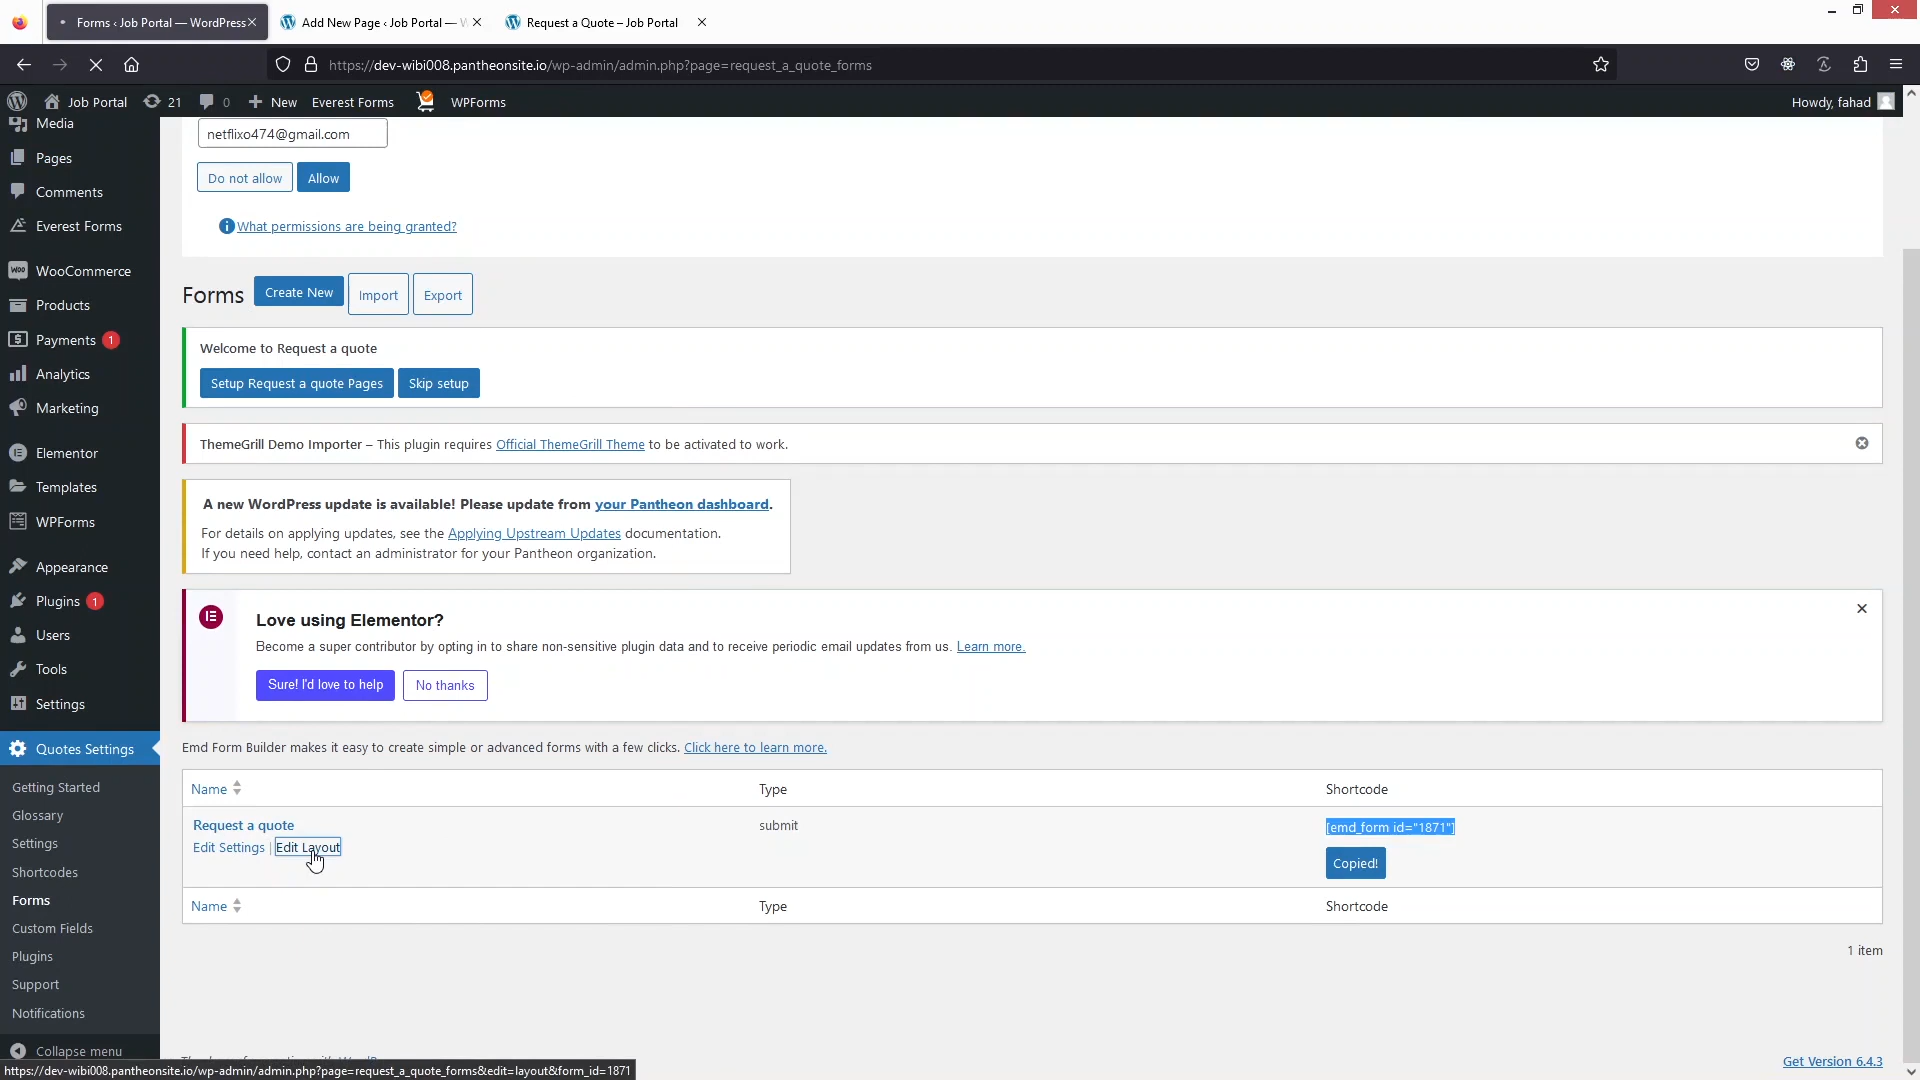 Forms ‹ Job Portal — WordPress
Add New Page ‹ Job Portal — W
Request a Quote – Job Portal
https://dev-wibi008.pantheonsite.io/wp-admin/admin.php?page=request_a_quote_forms
Job Portal
21
0
New
Everest Forms
WPForms
Howdy, fahad
Media
Pages
Comments
Everest Forms
WooCommerce
Products
Payments 1
Analytics
Marketing
Elementor
Templates
WPForms
Appearance
Plugins 1
Users
Tools
Settings
Quotes Settings
Getting Started
Glossary
Settings
Shortcodes
Forms
Custom Fields
Plugins
Support
Notifications
Collapse menu
netflixo474@gmail.com
Do not allow
Allow
What permissions are being granted?
Forms
Create New
Import
Export
Welcome to Request a quote
Setup Request a quote Pages
Skip setup
ThemeGrill Demo Importer – This plugin requires Official ThemeGrill Theme to be activated to work.
A new WordPress update is available! Please update from your Pantheon dashboard.
For details on applying updates, see the Applying Upstream Updates documentation.
If you need help, contact an administrator for your Pantheon organization.
Love using Elementor?
Become a super contributor by opting in to share non-sensitive plugin data and to receive periodic email updates from us. Learn more.
Sure! I'd love to help
No thanks
Emd Form Builder makes it easy to create simple or advanced forms with a few clicks. Click here to learn more.
Name
Type
Shortcode
Request a quote
submit
[emd_form id="1871"]
Edit Settings | Edit Layout
Copied!
Name
Type
Shortcode
1 item
Get Version 6.4.3
https://dev-wibi008.pantheonsite.io/wp-admin/admin.php?page=request_a_quote_forms&edit=layout&form_id=1871